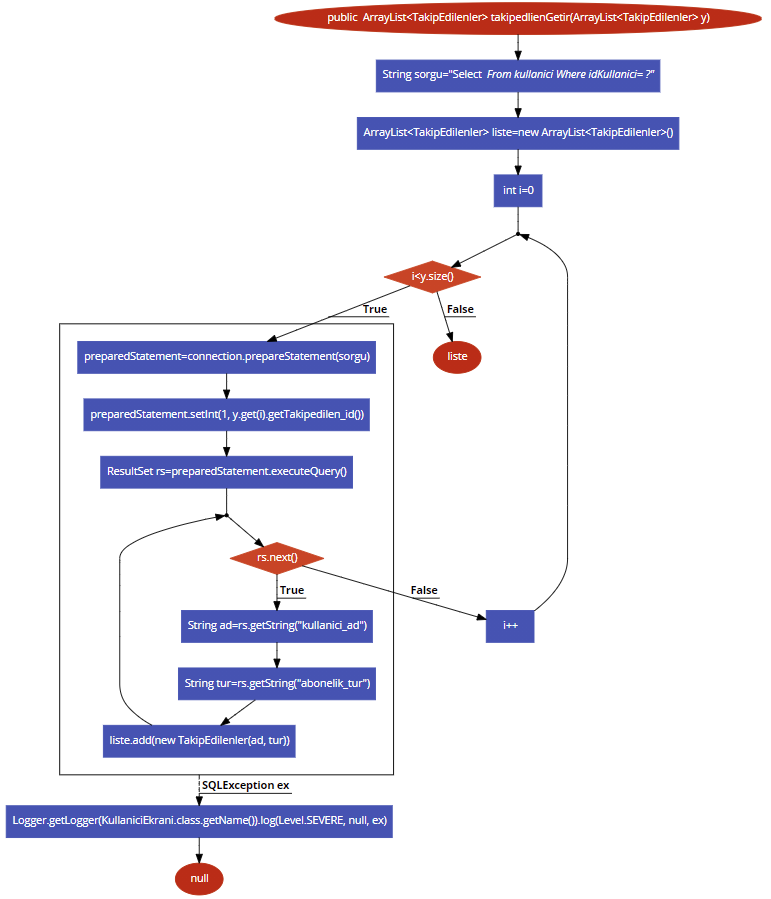 public ArrayList<TakipEdilenler> takipedlienGetir(ArrayList<TakipEdilenler> y)
String sorgu="Select From kullanici Where idKullanici= ?"
ArrayList<TakipEdilenler> liste=new ArrayList<TakipEdilenler>()
int i=0
i<y.size()
True
False
liste
preparedStatement=connection.prepareStatement(sorgu)
preparedStatement.setInt(1, y.get(i).getTakipedilen_id())
ResultSet rs=preparedStatement.executeQuery()
rs.next()
True
False
String ad=rs.getString("kullanici_ad")
i++
String tur=rs.getString("abonelik_tur")
liste.add(new TakipEdilenler(ad, tur))
SQLException ex
Logger.getLogger(KullaniciEkrani.class.getName()).log(Level.SEVERE, null, ex)
null